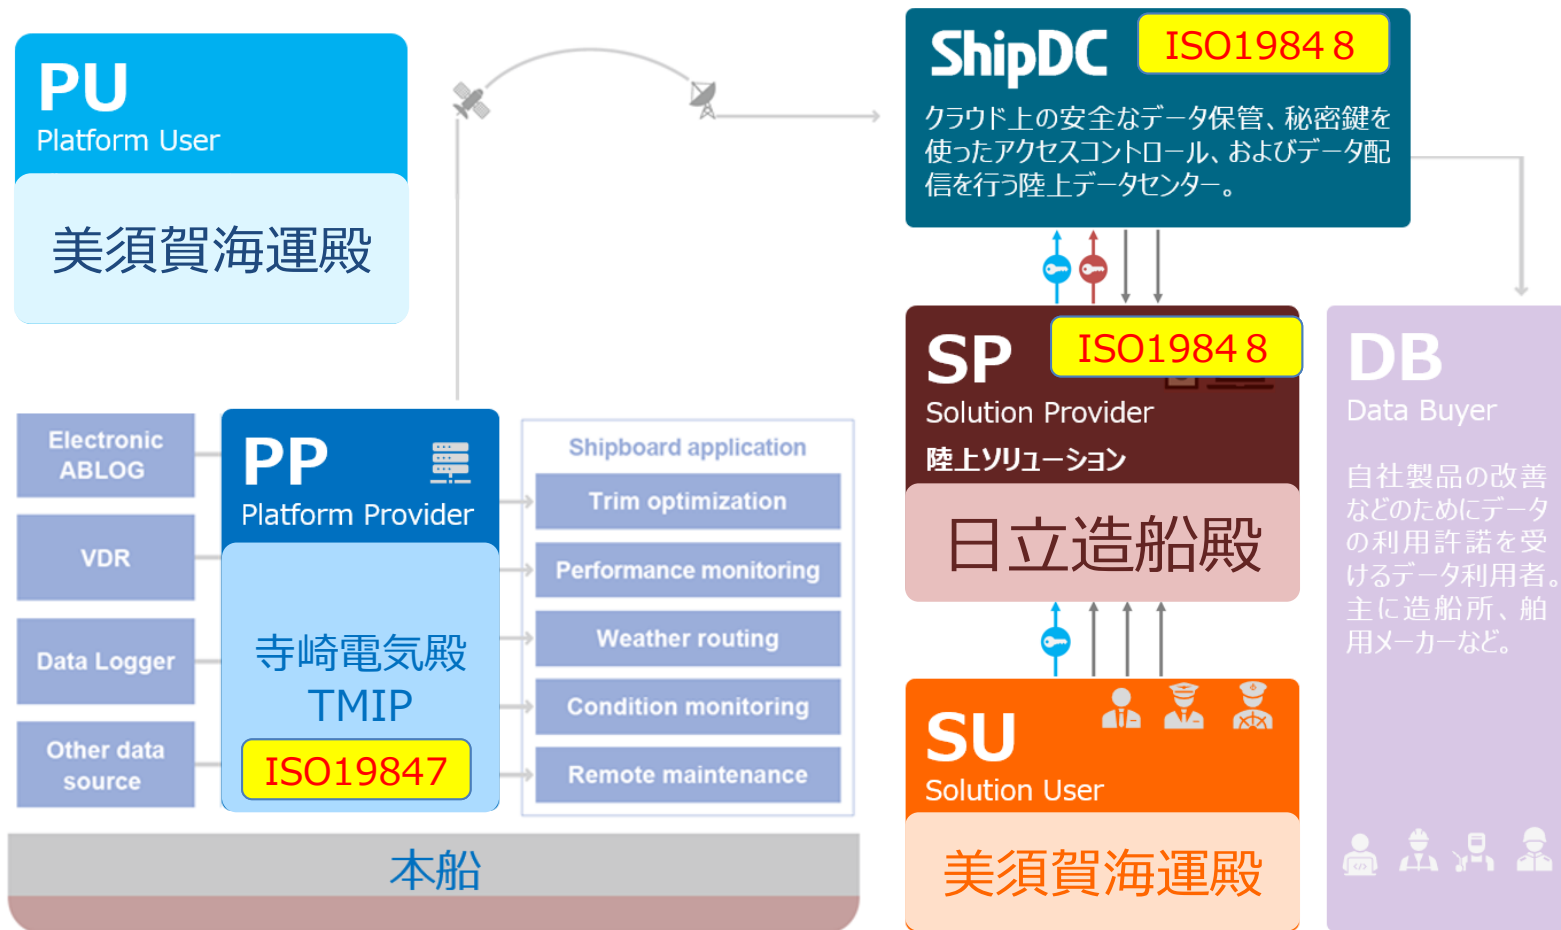 PU
Platform User
美須賀海運殿
ShipDC
ISO19848
クラウド上の安全なデータ保管、秘密鍵を
使ったアクセスコントロール、およびデータ配
信を行う陸上データセンター。
Electronic
ABLOG
VDR
Data Logger
Other data
source
PP
Platform Provider
寺崎電気殿
TMIP
ISO19847
Shipboard application
Trim optimization
Performance monitoring
Weather routing
Condition monitoring
Remote maintenance
本船
SP
ISO19848
Solution Provider
陸上ソリューション
日立造船殿
SU
Solution User
美須賀海運殿
DB
Data Buyer
自社製品の改善
などのためにデータ
の利用許諾を受
けるデータ利用者。
主に造船所、舶
用メーカーなど。